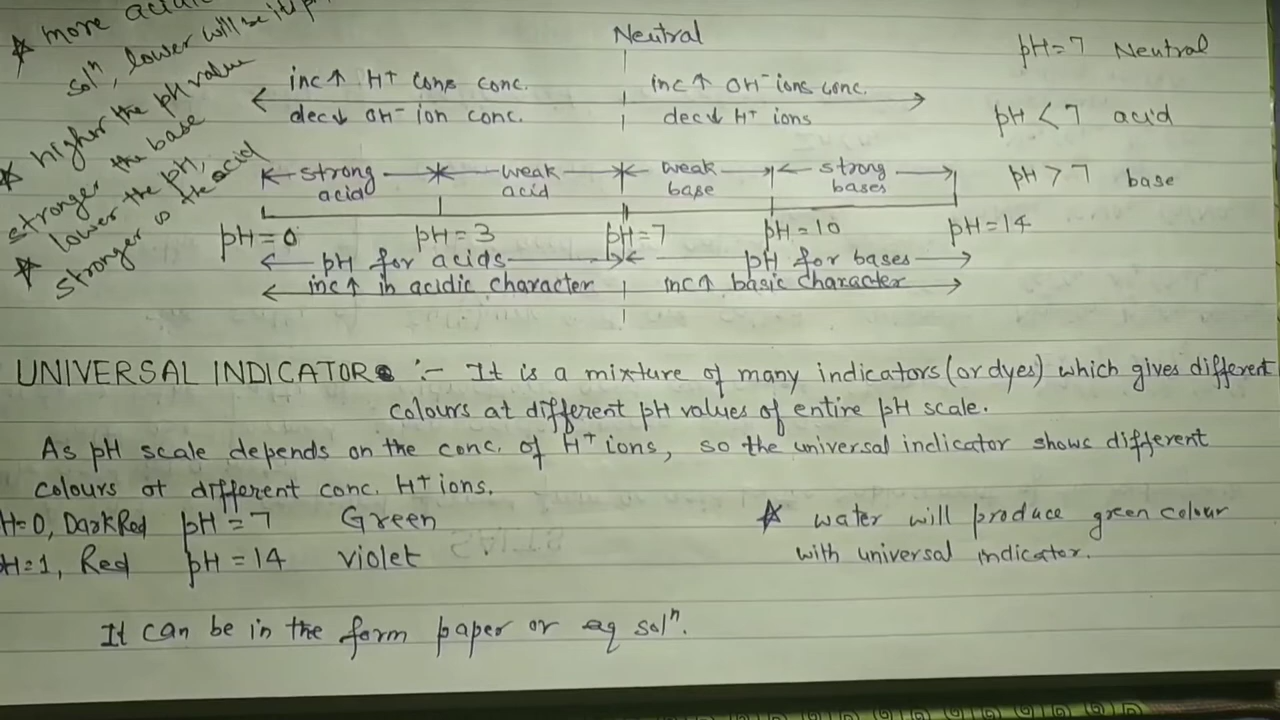 ☆ more acidic
solⁿ, lower will be its p
☆ higher the pH value
stronger the base
☆ lower the pH,
stronger is the acid
Neutral
inc↑ H⁺ ions conc.
dec↓ OH⁻ ion conc.
inc↑ OH⁻ ions conc.
dec↓ H⁺ ions
pH=7 Neutral
pH < 7 acid
pH > 7 base
strong acid
weak acid
weak base
strong bases
pH = 0
pH = 3
pH = 7
pH = 10
pH = 14
pH for acids
pH for bases
inc↑ in acidic character
inc↑ basic character
UNIVERSAL INDICATOR :- It is a mixture of many indicators (or dyes) which gives different
colours at different pH values of entire pH scale.
As pH scale depends on the conc. of H⁺ ions, so the universal indicator shows different
colours at different conc. H⁺ ions.
H=0, Dark Red pH = 7 Green
H=1, Red pH = 14 violet
☆ water will produce green colour
with universal indicator.
It can be in the form paper or aq solⁿ.